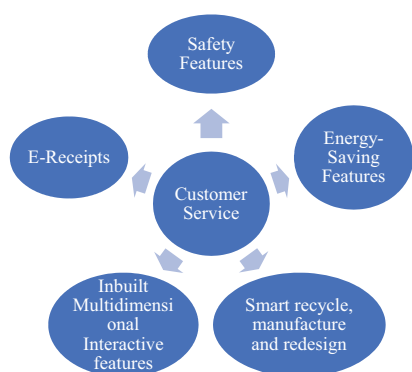 Safety
Features
E-Receipts
Energy-
Saving
Features
Customer
Service
Inbuilt
Multidimensi
onal
Interactive
features
Smart recycle,
manufacture
and redesign